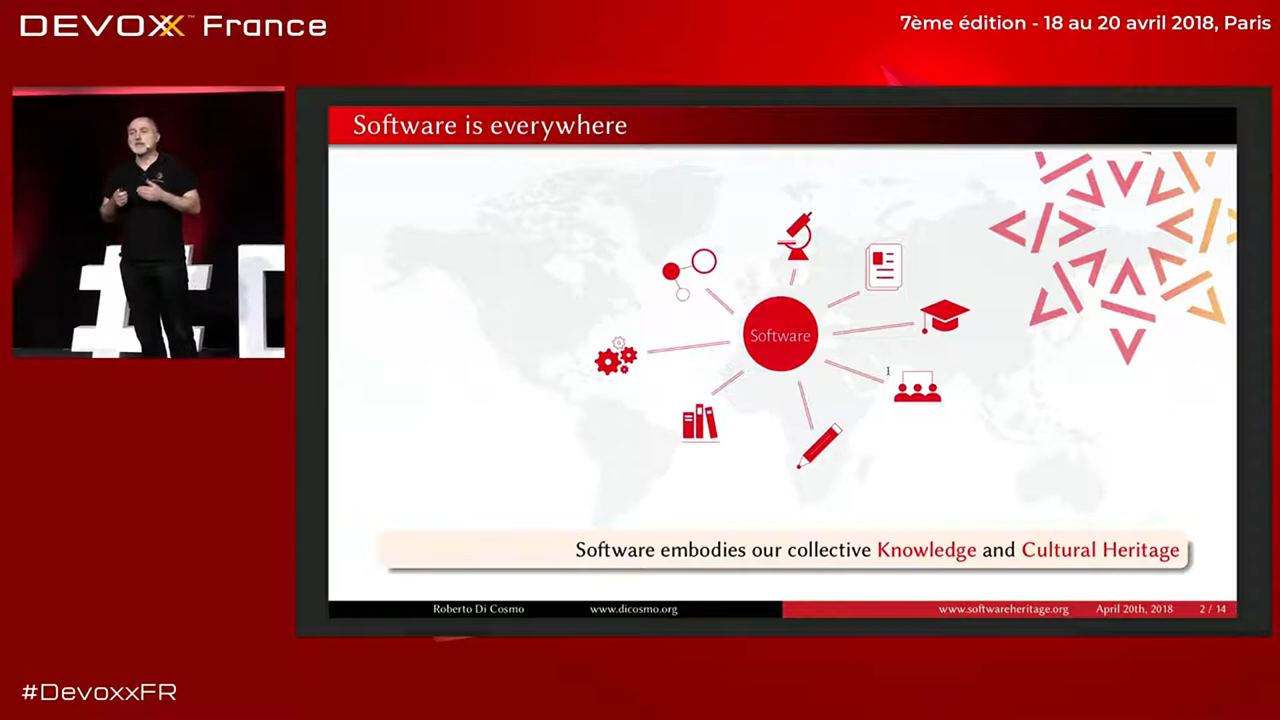 DEVOXX™ France
7ème édition - 18 au 20 avril 2018, Paris
Software is everywhere
Software
Software embodies our collective Knowledge and Cultural Heritage
Roberto Di Cosmo
www.dicosmo.org
www.softwareheritage.org
April 20th, 2018
2 / 14
#DevoxxFR